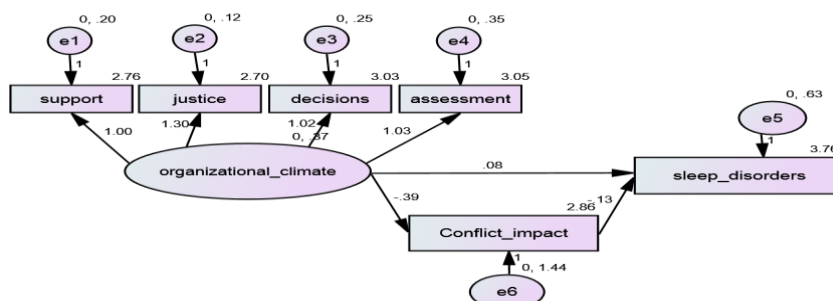 0, .20
0, .12
0, .25
0, .35
e1
e2
e3
e4
1
1
1
1
2.76
2.70
3.03
3.05
support
justice
decisions
assessment
1.00
1.30
1.02
1.03
0, .37
organizational_climate
0, .63
e5
1
3.76
sleep_disorders
.08
-.39
-.13
2.86
Conflict_impact
1
0, 1.44
e6